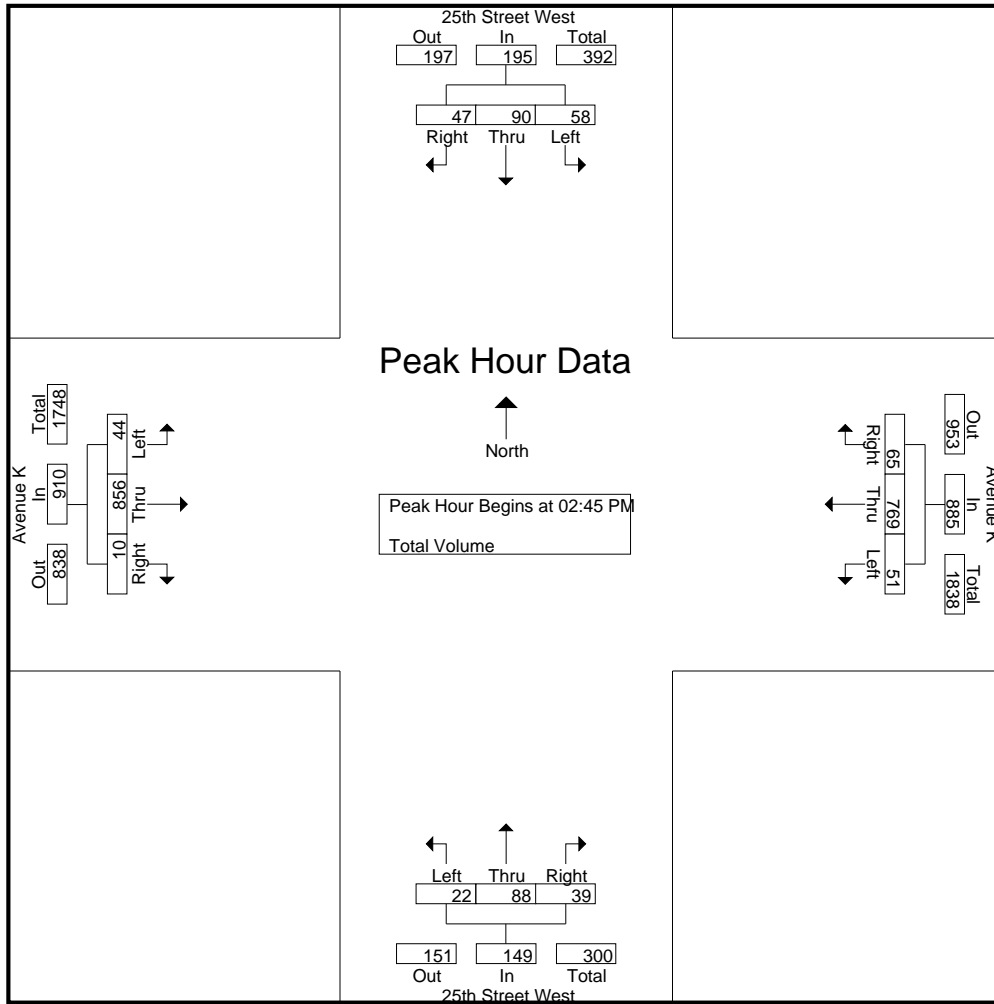 25th Street West
Out In Total
197 195 392
47 90 58
Right Thru Left
Peak Hour Data
North
Peak Hour Begins at 02:45 PM
Total Volume
Avenue K
Total In Out
1748 910 838
44 856 10
Left Thru Right
Avenue K
Out In Total
953 885 1838
65 769 51
Right Thru Left
Left Thru Right
22 88 39
151 149 300
Out In Total
25th Street West